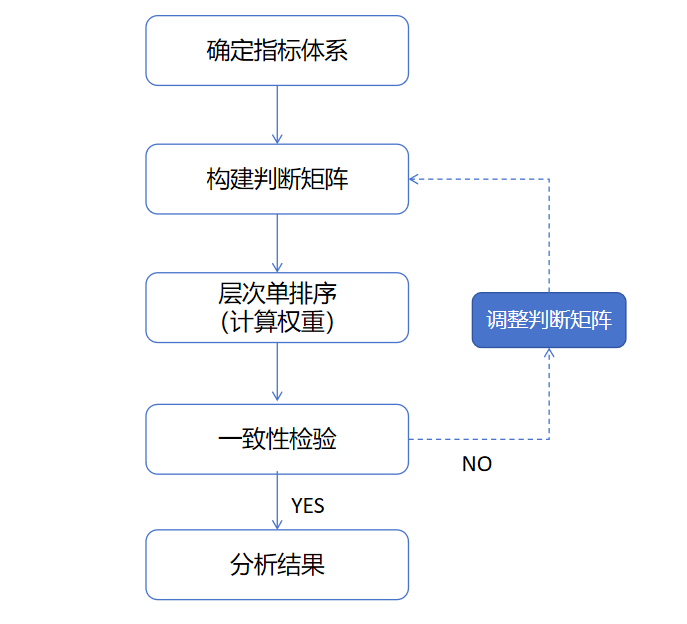 确定指标体系
构建判断矩阵
层次单排序
（计算权重）
调整判断矩阵
一致性检验
NO
YES
分析结果